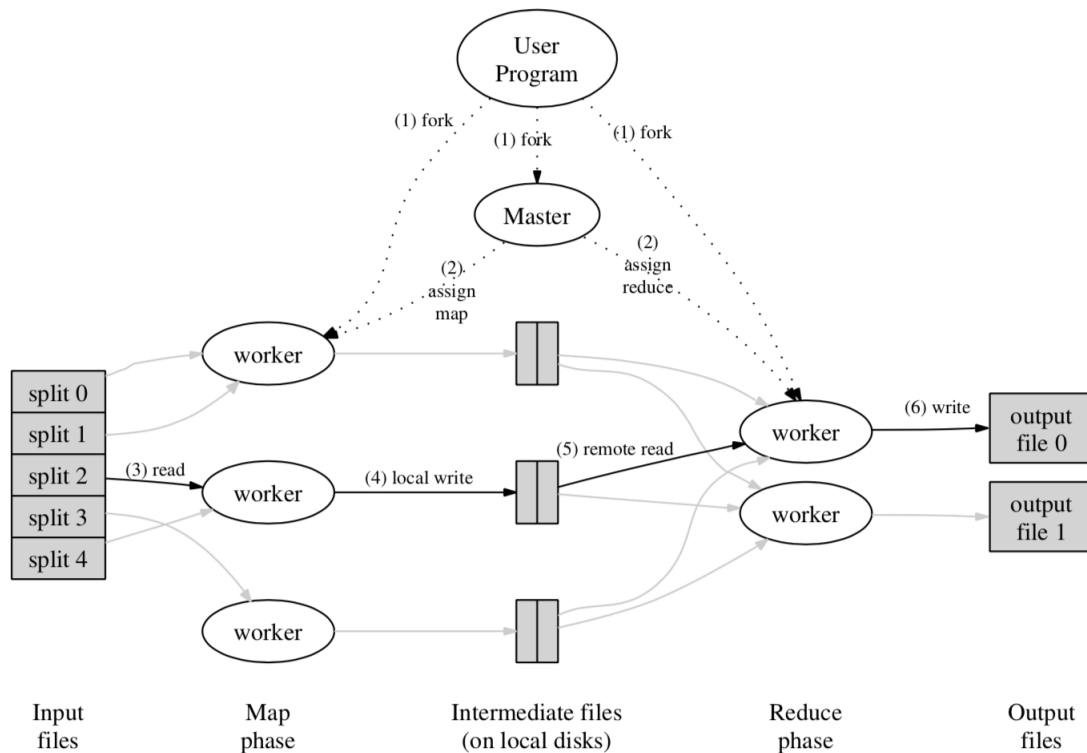 User
Program
(1) fork
(1) fork
(1) fork
Master
(2)
assign
map
(2)
assign
reduce
worker
split 0
split 1
split 2
split 3
split 4
(3) read
worker
(4) local write
(5) remote read
worker
(6) write
output
file 0
worker
output
file 1
worker
Input
files
Map
phase
Intermediate files
(on local disks)
Reduce
phase
Output
files